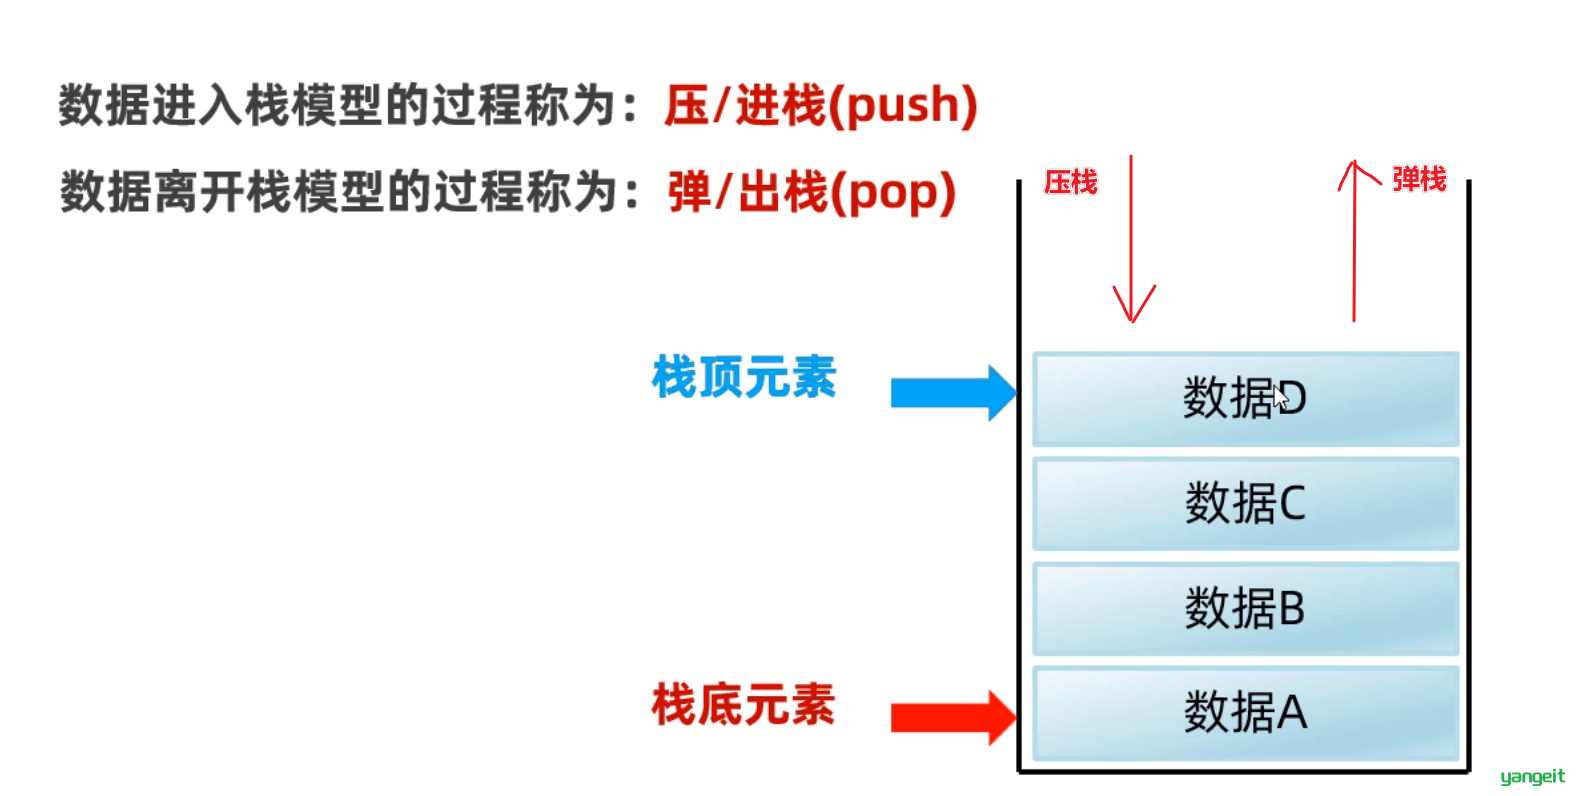 数据进入栈模型的过程称为：压/进栈(push)
数据离开栈模型的过程称为：弹/出栈(pop)
压栈
弹栈
栈顶元素
数据D
数据C
数据B
栈底元素
数据A
yangeit